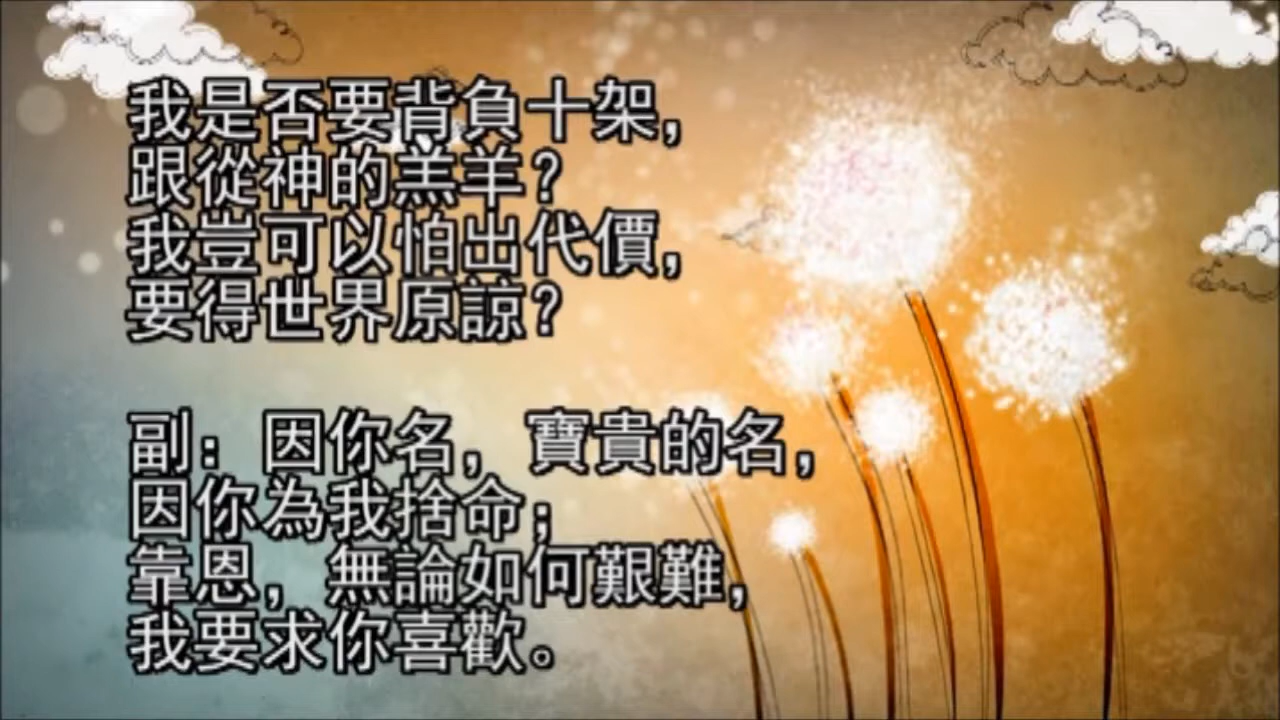 我是否要背負十架，
跟從神的羔羊？
我豈可以怕出代價，
要得世界原諒？
副：因你名，寶貴的名，
因你為我捨命；
靠恩，無論如何艱難，
我要求你喜歡。